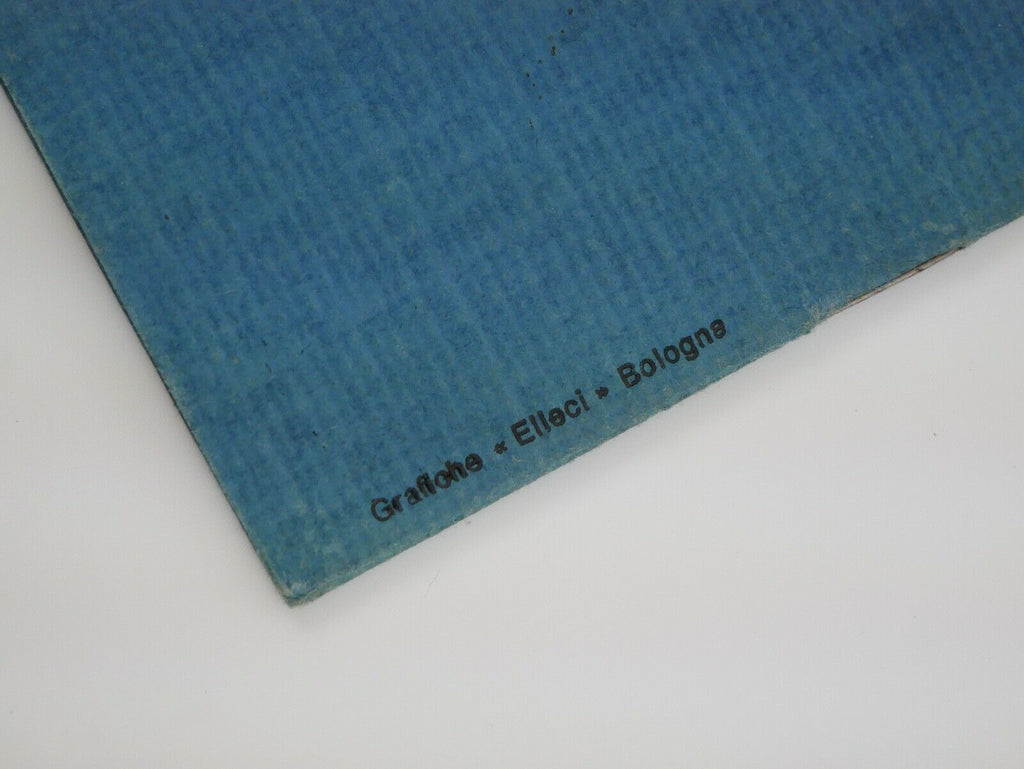 Grafiche « Elleci » Bologna